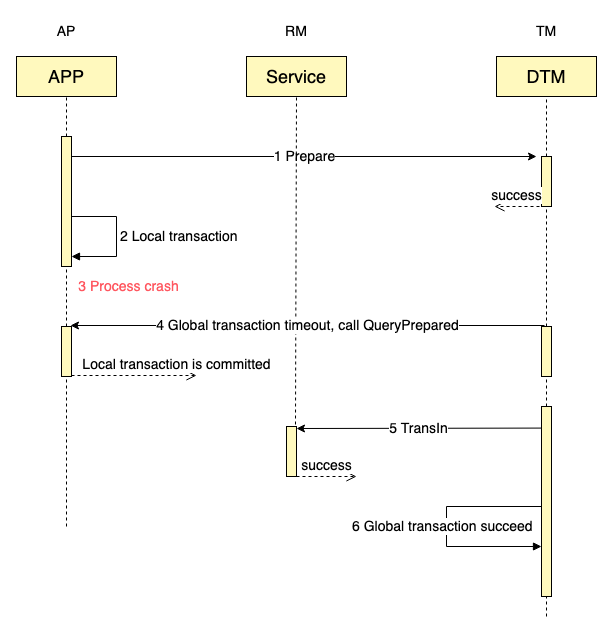 AP
RM
TM
APP
Service
DTM
1 Prepare
success
2 Local transaction
3 Process crash
4 Global transaction timeout, call QueryPrepared
Local transaction is committed
5 TransIn
success
6 Global transaction succeed